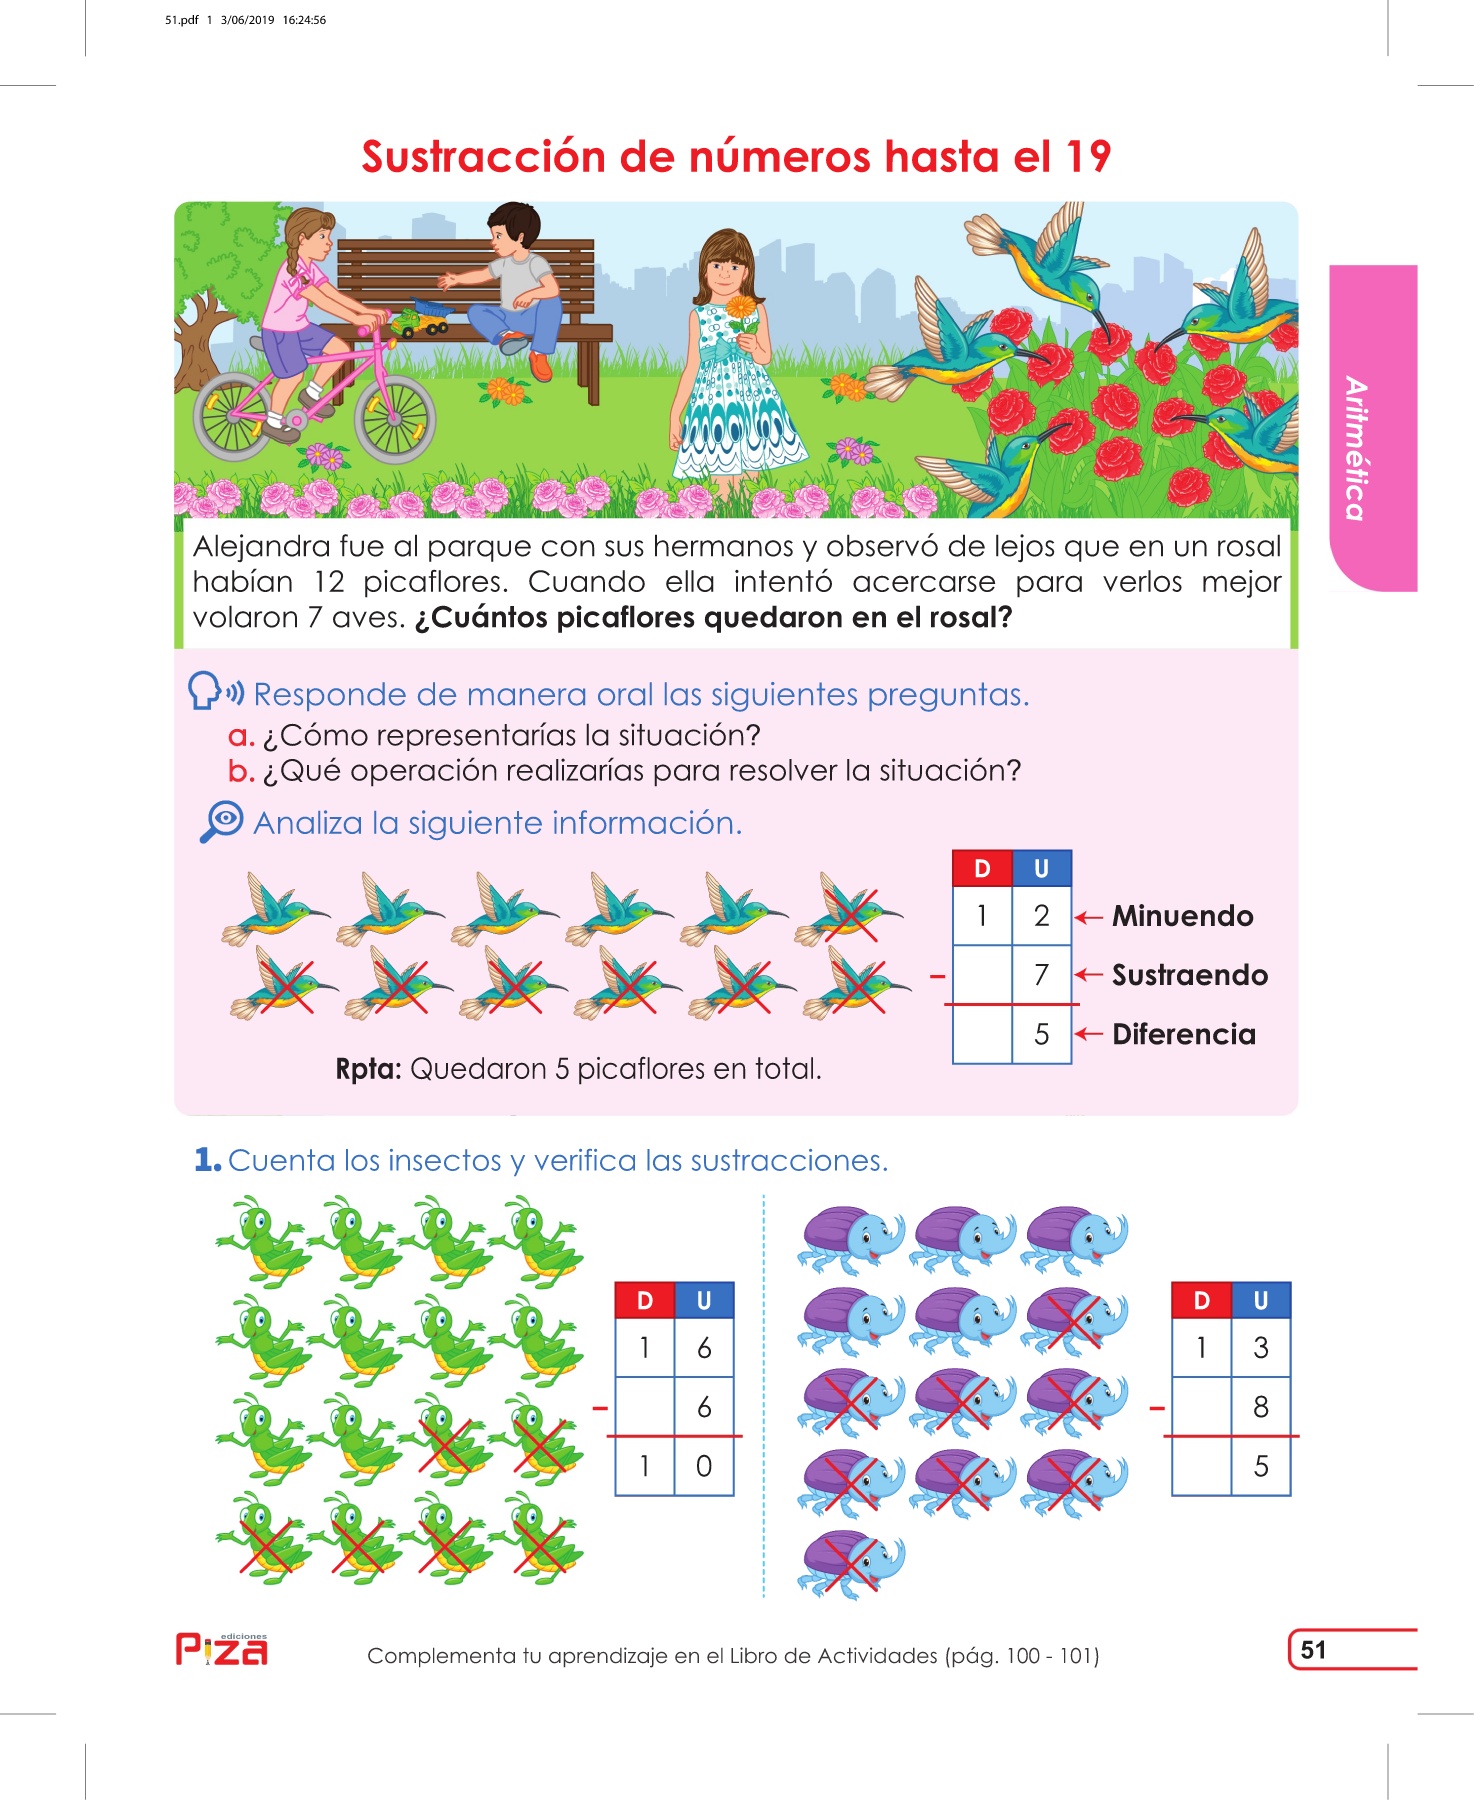 51.pdf 1 3/06/2019 16:24:56
Sustracción de números hasta el 19
Aritmética
Alejandra fue al parque con sus hermanos y observó de lejos que en un rosal
habían 12 picaflores. Cuando ella intentó acercarse para verlos mejor
volaron 7 aves. ¿Cuántos picaflores quedaron en el rosal?
Responde de manera oral las siguientes preguntas.
a. ¿Cómo representarías la situación?
b. ¿Qué operación realizarías para resolver la situación?
Analiza la siguiente información.
D U
1 2 Minuendo
- 7 Sustraendo
5 Diferencia
Rpta: Quedaron 5 picaflores en total.
1. Cuenta los insectos y verifica las sustracciones.
D U
1 6
- 6
1 0
D U
1 3
- 8
5
ediciones
Piza
Complementa tu aprendizaje en el Libro de Actividades (pág. 100 - 101)
51